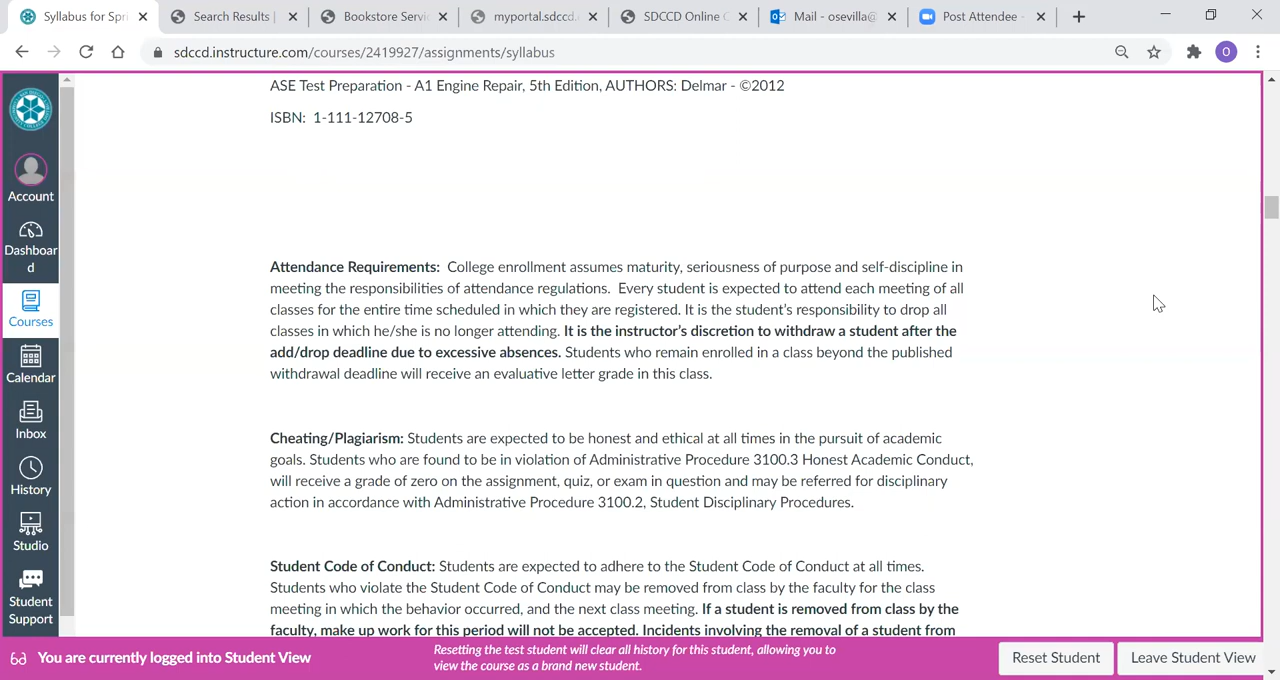 Syllabus for Spri
Search Results |
Bookstore Servic
myportal.sdccd.
SDCCD Online C
Mail - osevilla@
Post Attendee -
sdccd.instructure.com/courses/2419927/assignments/syllabus
O
ASE Test Preparation - A1 Engine Repair, 5th Edition, AUTHORS: Delmar - ©2012
ISBN: 1-111-12708-5
Account
Dashboar
d
Courses
Calendar
Inbox
History
Studio
Student
Support
Attendance Requirements: College enrollment assumes maturity, seriousness of purpose and self-discipline in
meeting the responsibilities of attendance regulations. Every student is expected to attend each meeting of all
classes for the entire time scheduled in which they are registered. It is the student's responsibility to drop all
classes in which he/she is no longer attending. It is the instructor's discretion to withdraw a student after the
add/drop deadline due to excessive absences. Students who remain enrolled in a class beyond the published
withdrawal deadline will receive an evaluative letter grade in this class.
Cheating/Plagiarism: Students are expected to be honest and ethical at all times in the pursuit of academic
goals. Students who are found to be in violation of Administrative Procedure 3100.3 Honest Academic Conduct,
will receive a grade of zero on the assignment, quiz, or exam in question and may be referred for disciplinary
action in accordance with Administrative Procedure 3100.2, Student Disciplinary Procedures.
Student Code of Conduct: Students are expected to adhere to the Student Code of Conduct at all times.
Students who violate the Student Code of Conduct may be removed from class by the faculty for the class
meeting in which the behavior occurred, and the next class meeting. If a student is removed from class by the
faculty, make up work for this period will not be accepted. Incidents involving the removal of a student from
You are currently logged into Student View
Resetting the test student will clear all history for this student, allowing you to
view the course as a brand new student.
Reset Student
Leave Student View